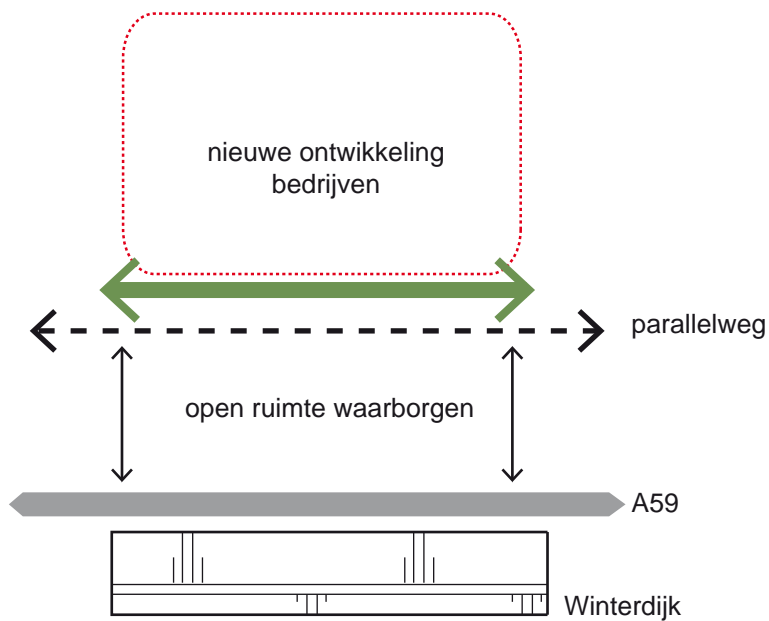 nieuwe ontwikkeling
bedrijven
parallelweg
open ruimte waarborgen
A59
Winterdijk